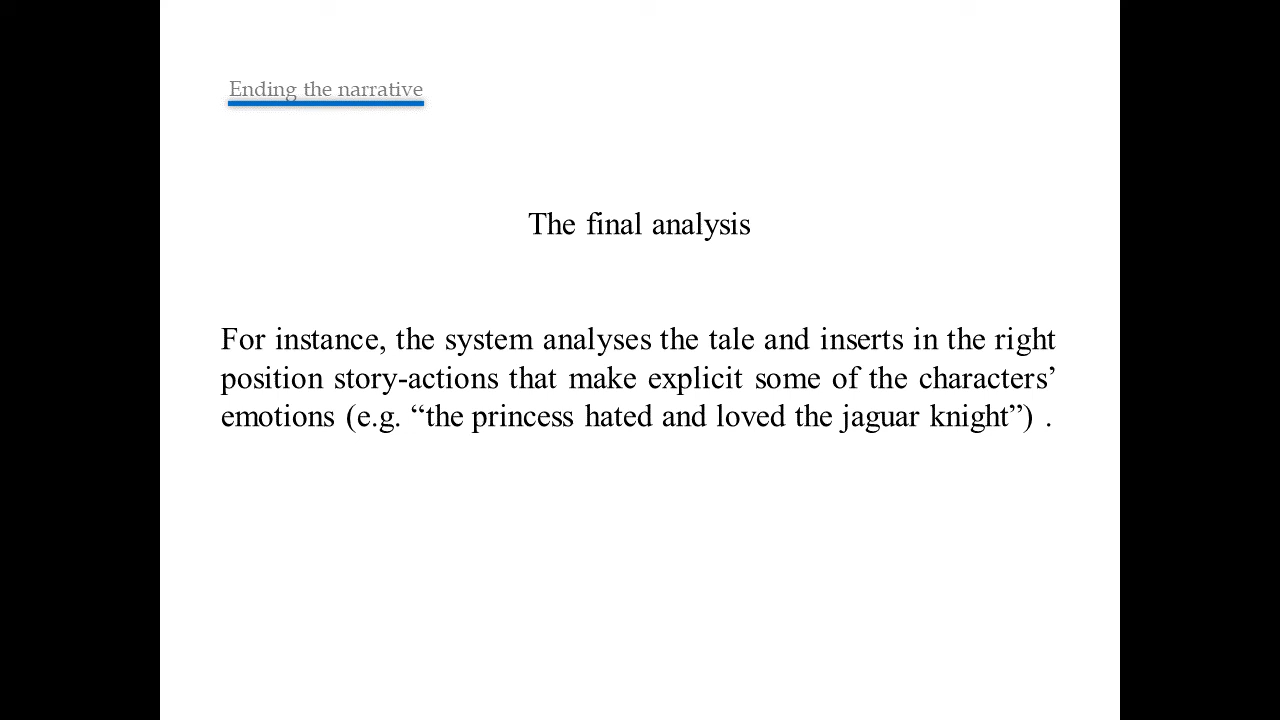 Ending the narrative
The final analysis
For instance, the system analyses the tale and inserts in the right
position story-actions that make explicit some of the characters’
emotions (e.g. “the princess hated and loved the jaguar knight”) .